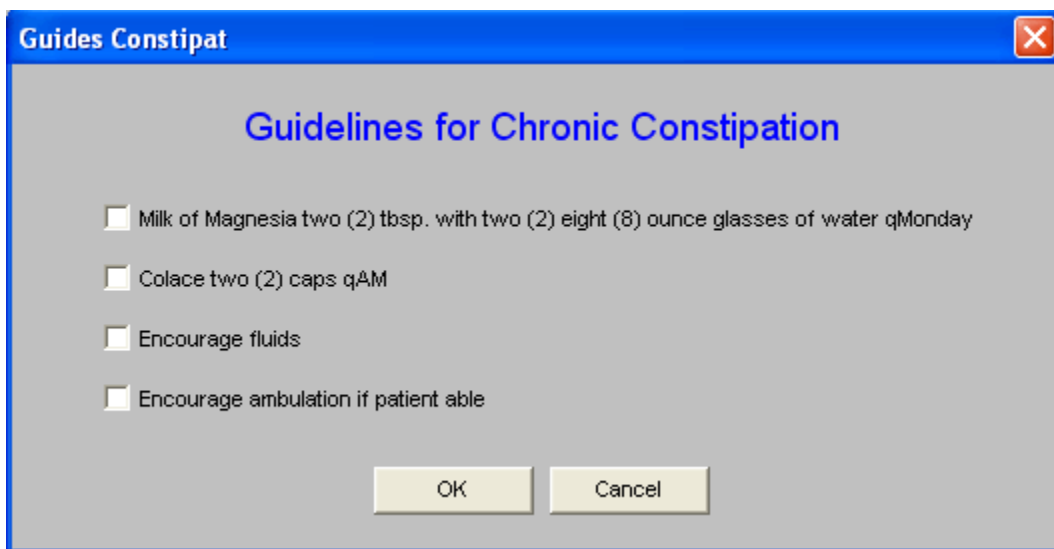 Guides Constipat
Guidelines for Chronic Constipation
Milk of Magnesia two (2) tbsp. with two (2) eight (8) ounce glasses of water qMonday
Colace two (2) caps qAM
Encourage fluids
Encourage ambulation if patient able
OK
Cancel